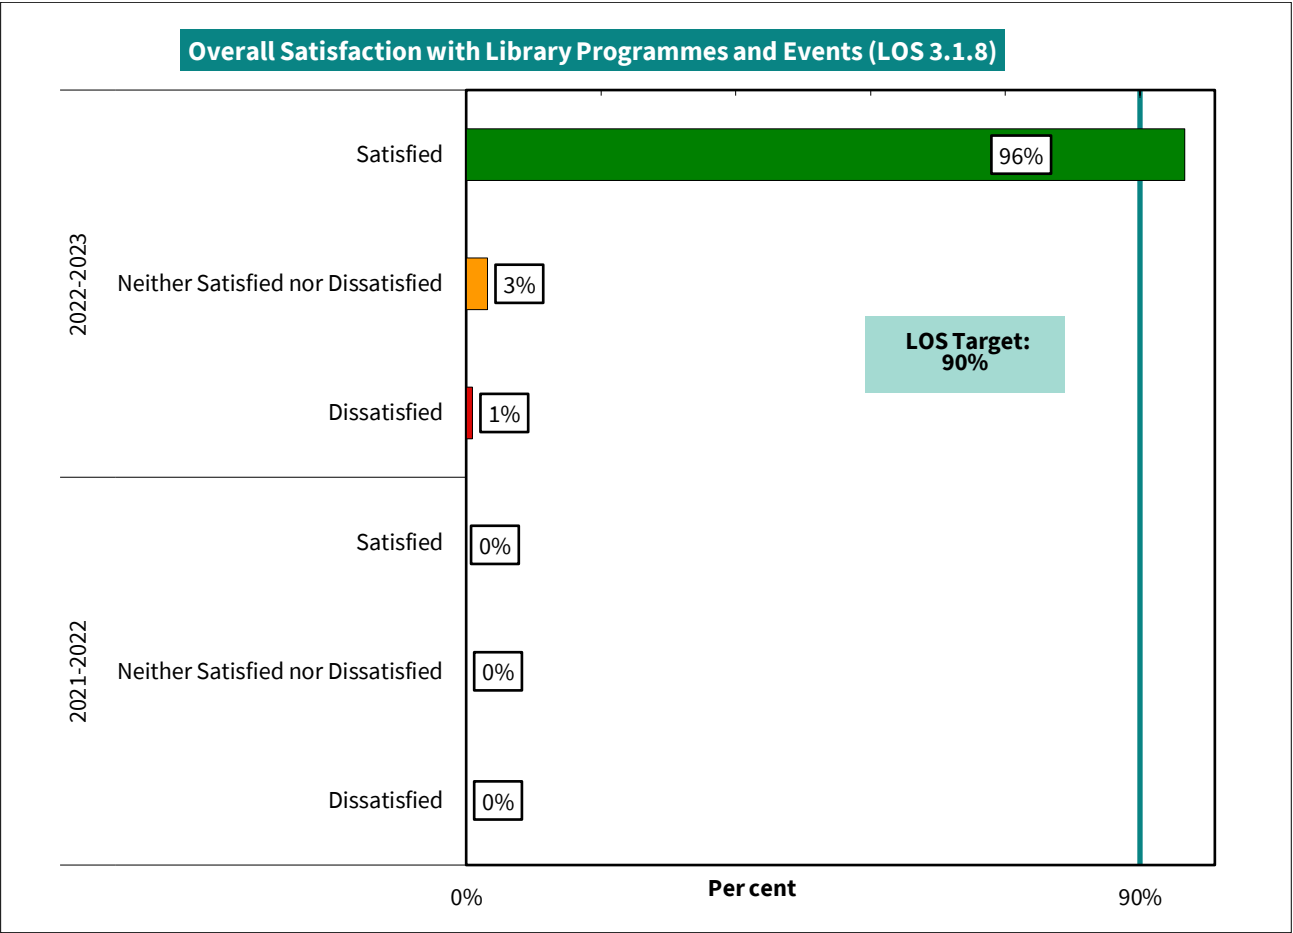 Overall Satisfaction with Library Programmes and Events (LOS 3.1.8)
2022-2023
Satisfied
96%
Neither Satisfied nor Dissatisfied
3%
LOS Target:
90%
Dissatisfied
1%
2021-2022
Satisfied
0%
Neither Satisfied nor Dissatisfied
0%
Dissatisfied
0%
0%
Per cent
90%